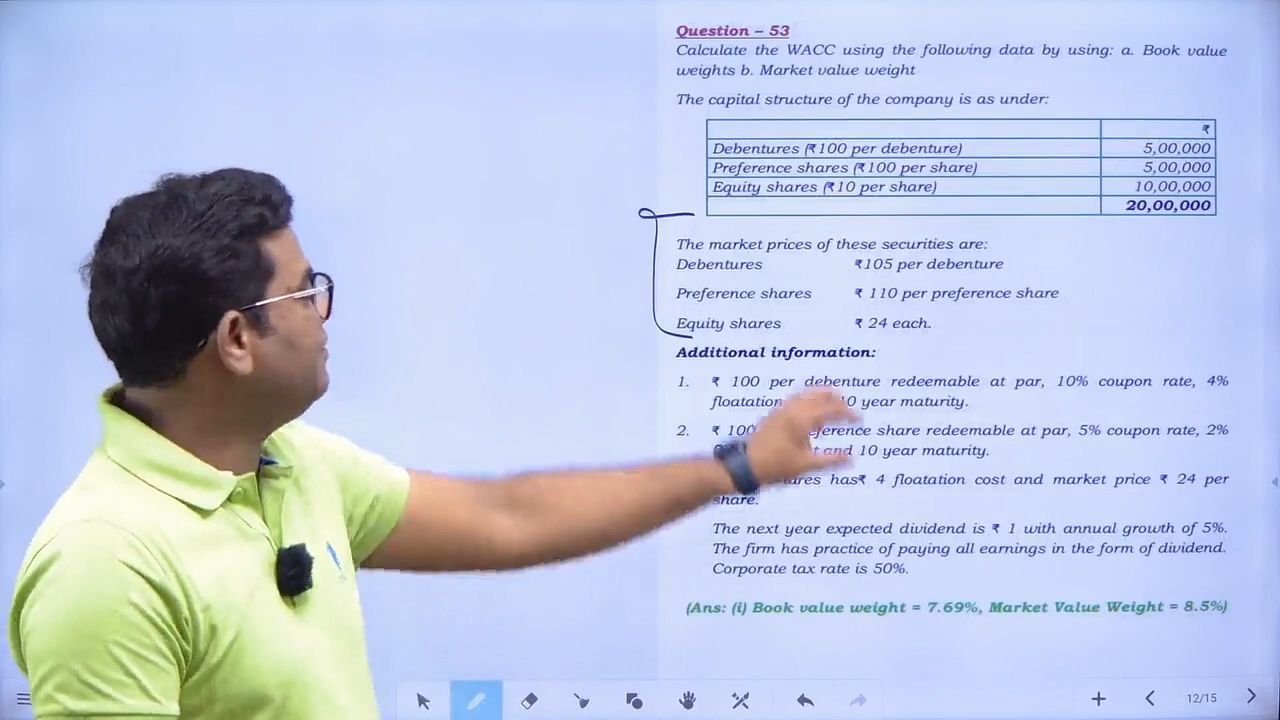 Question – 53
Calculate the WACC using the following data by using: a. Book value
weights b. Market value weight
The capital structure of the company is as under:
₹
Debentures (₹100 per debenture) 5,00,000
Preference shares (₹100 per share) 5,00,000
Equity shares (₹10 per share) 10,00,000
20,00,000
The market prices of these securities are:
Debentures ₹105 per debenture
Preference shares ₹ 110 per preference share
Equity shares ₹ 24 each.
Additional information:
1. ₹ 100 per debenture redeemable at par, 10% coupon rate, 4%
floatation 10 year maturity.
2. ₹ 100 share redeemable at par, 5% coupon rate, 2%
and 10 year maturity.
has₹ 4 floatation cost and market price ₹ 24 per
share.
The next year expected dividend is ₹ 1 with annual growth of 5%.
The firm has practice of paying all earnings in the form of dividend.
Corporate tax rate is 50%.
(Ans: (i) Book value weight = 7.69%, Market Value Weight = 8.5%)
12/15